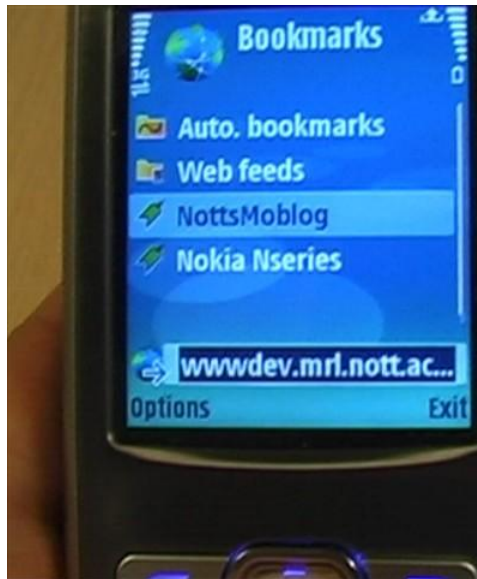 Bookmarks
Auto. bookmarks
Web feeds
NottsMoblog
Nokia Nseries
wwwdev.mrl.nott.ac...
Options
Exit